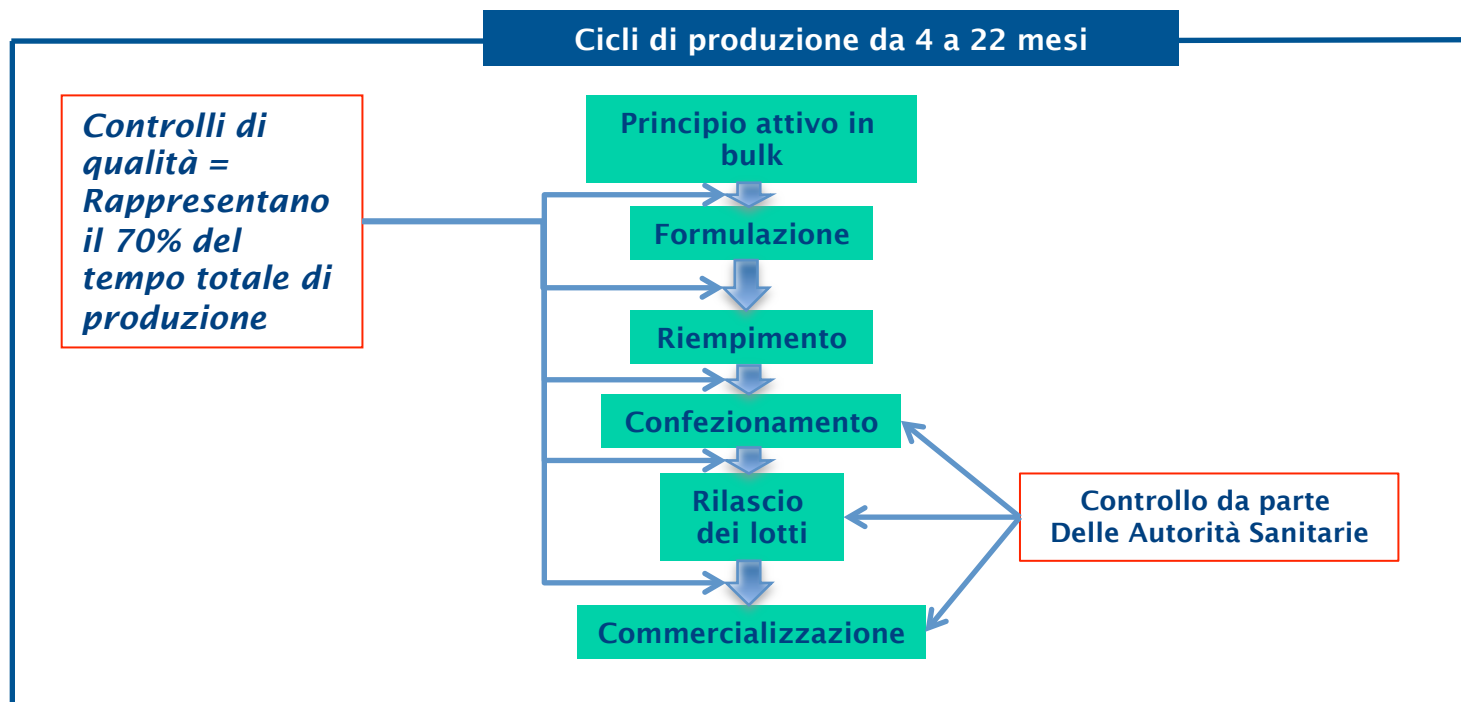 Cicli di produzione da 4 a 22 mesi
Controlli di
qualità =
Rappresentano
il 70% del
tempo totale di
produzione
Principio attivo in
bulk
Formulazione
Riempimento
Confezionamento
Rilascio
dei lotti
Commercializzazione
Controllo da parte
Delle Autorità Sanitarie